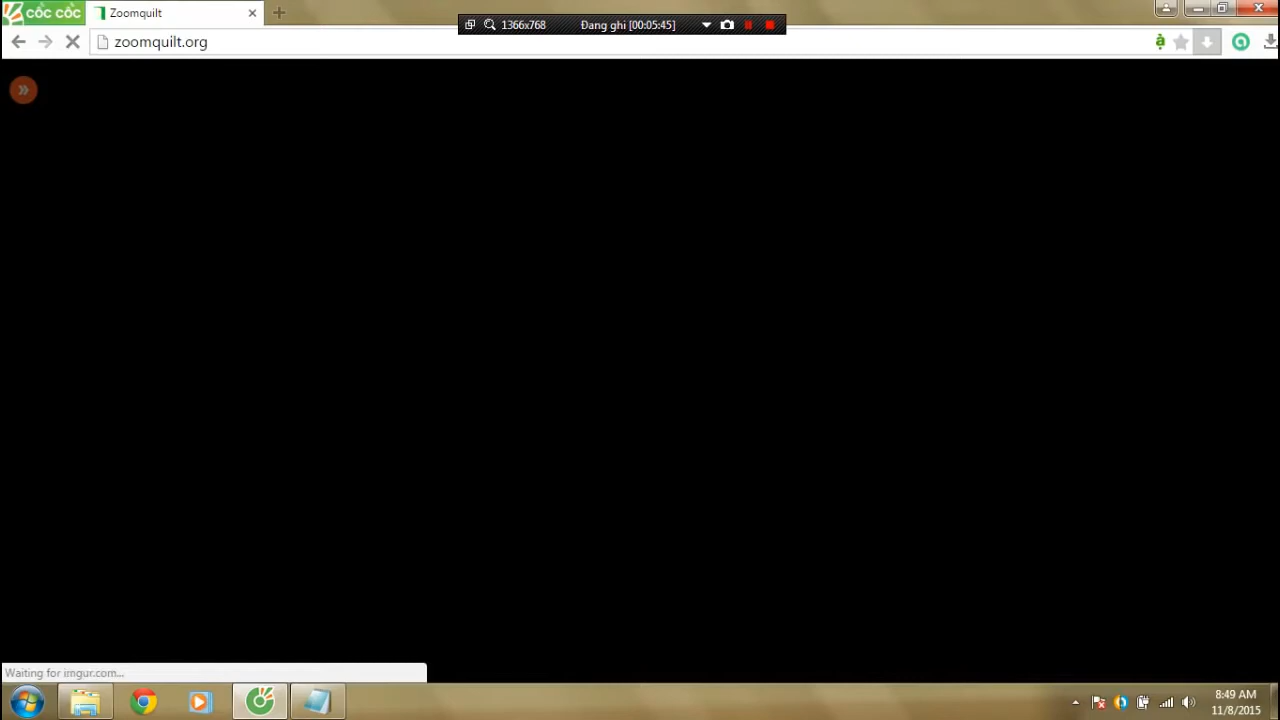 cốc cốc
Zoomquilt
1366x768
Đang ghi [00:05:45]
zoomquilt.org
Waiting for imgur.com...
8:49 AM
11/8/2015